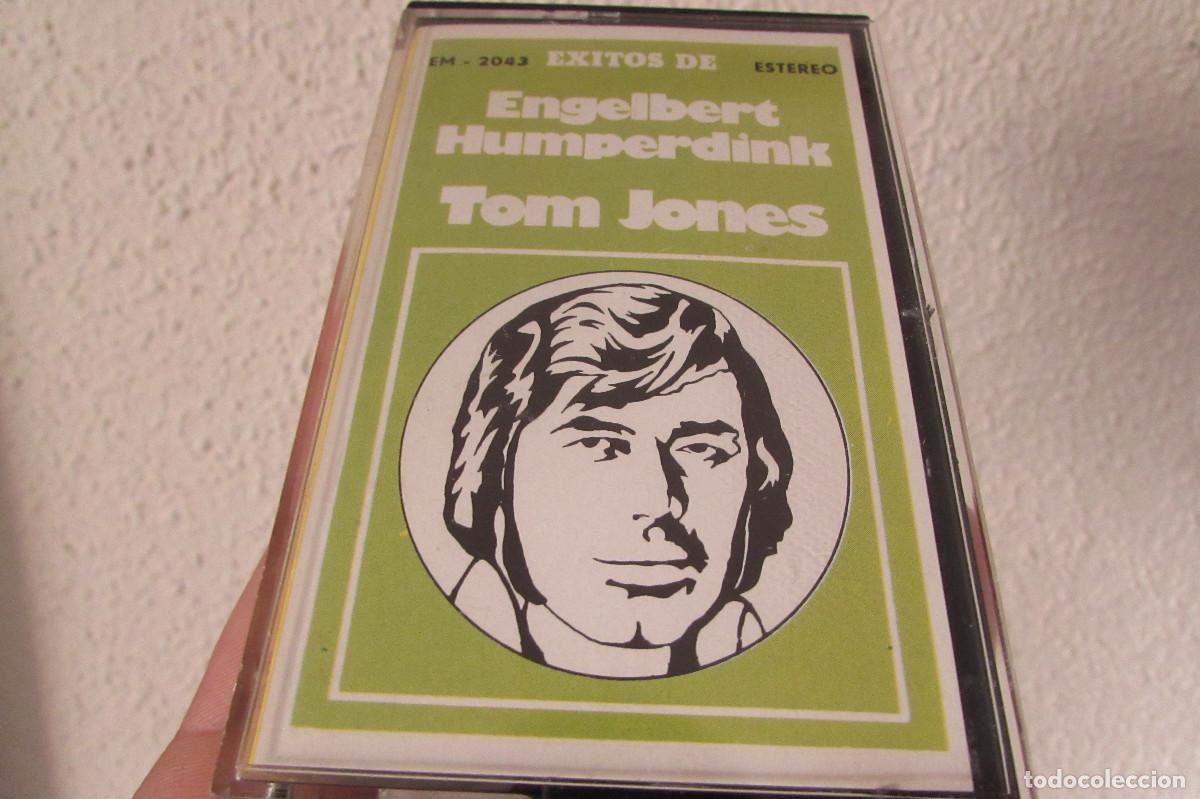 EM - 2043 EXITOS DE ESTEREO
Engelbert
Humperdink
Tom Jones
todocoleccion